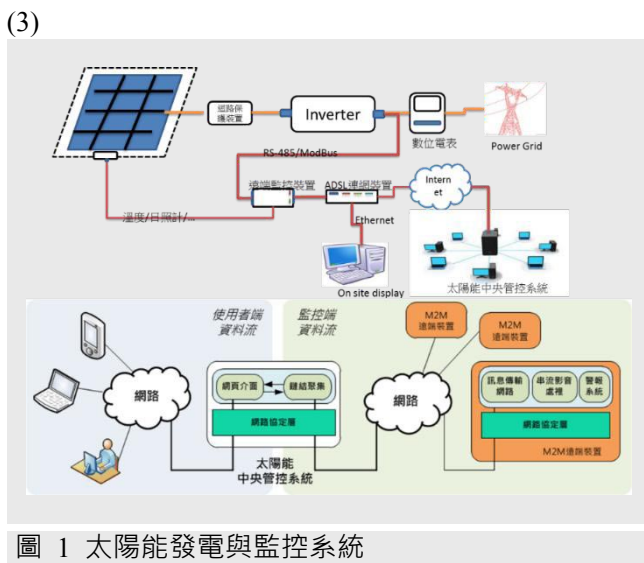 (3)
迴路保
護裝置
Inverter
數位電表
Power Grid
RS-485/ModBus
遠端監控裝置
ADSL連網裝置
Intern
et
溫度/日照計/...
Ethernet
On site display
太陽能中央管控系統
使用者端
資料流
監控端
資料流
M2M
遠端裝置
M2M
遠端裝置
網路
網頁介面
鏈結聚集
網路協定層
太陽能
中央管控系統
網路
訊息傳輸
網路
串流影音
處裡
警報
系統
網路協定層
M2M遠端裝置
圖 1 太陽能發電與監控系統